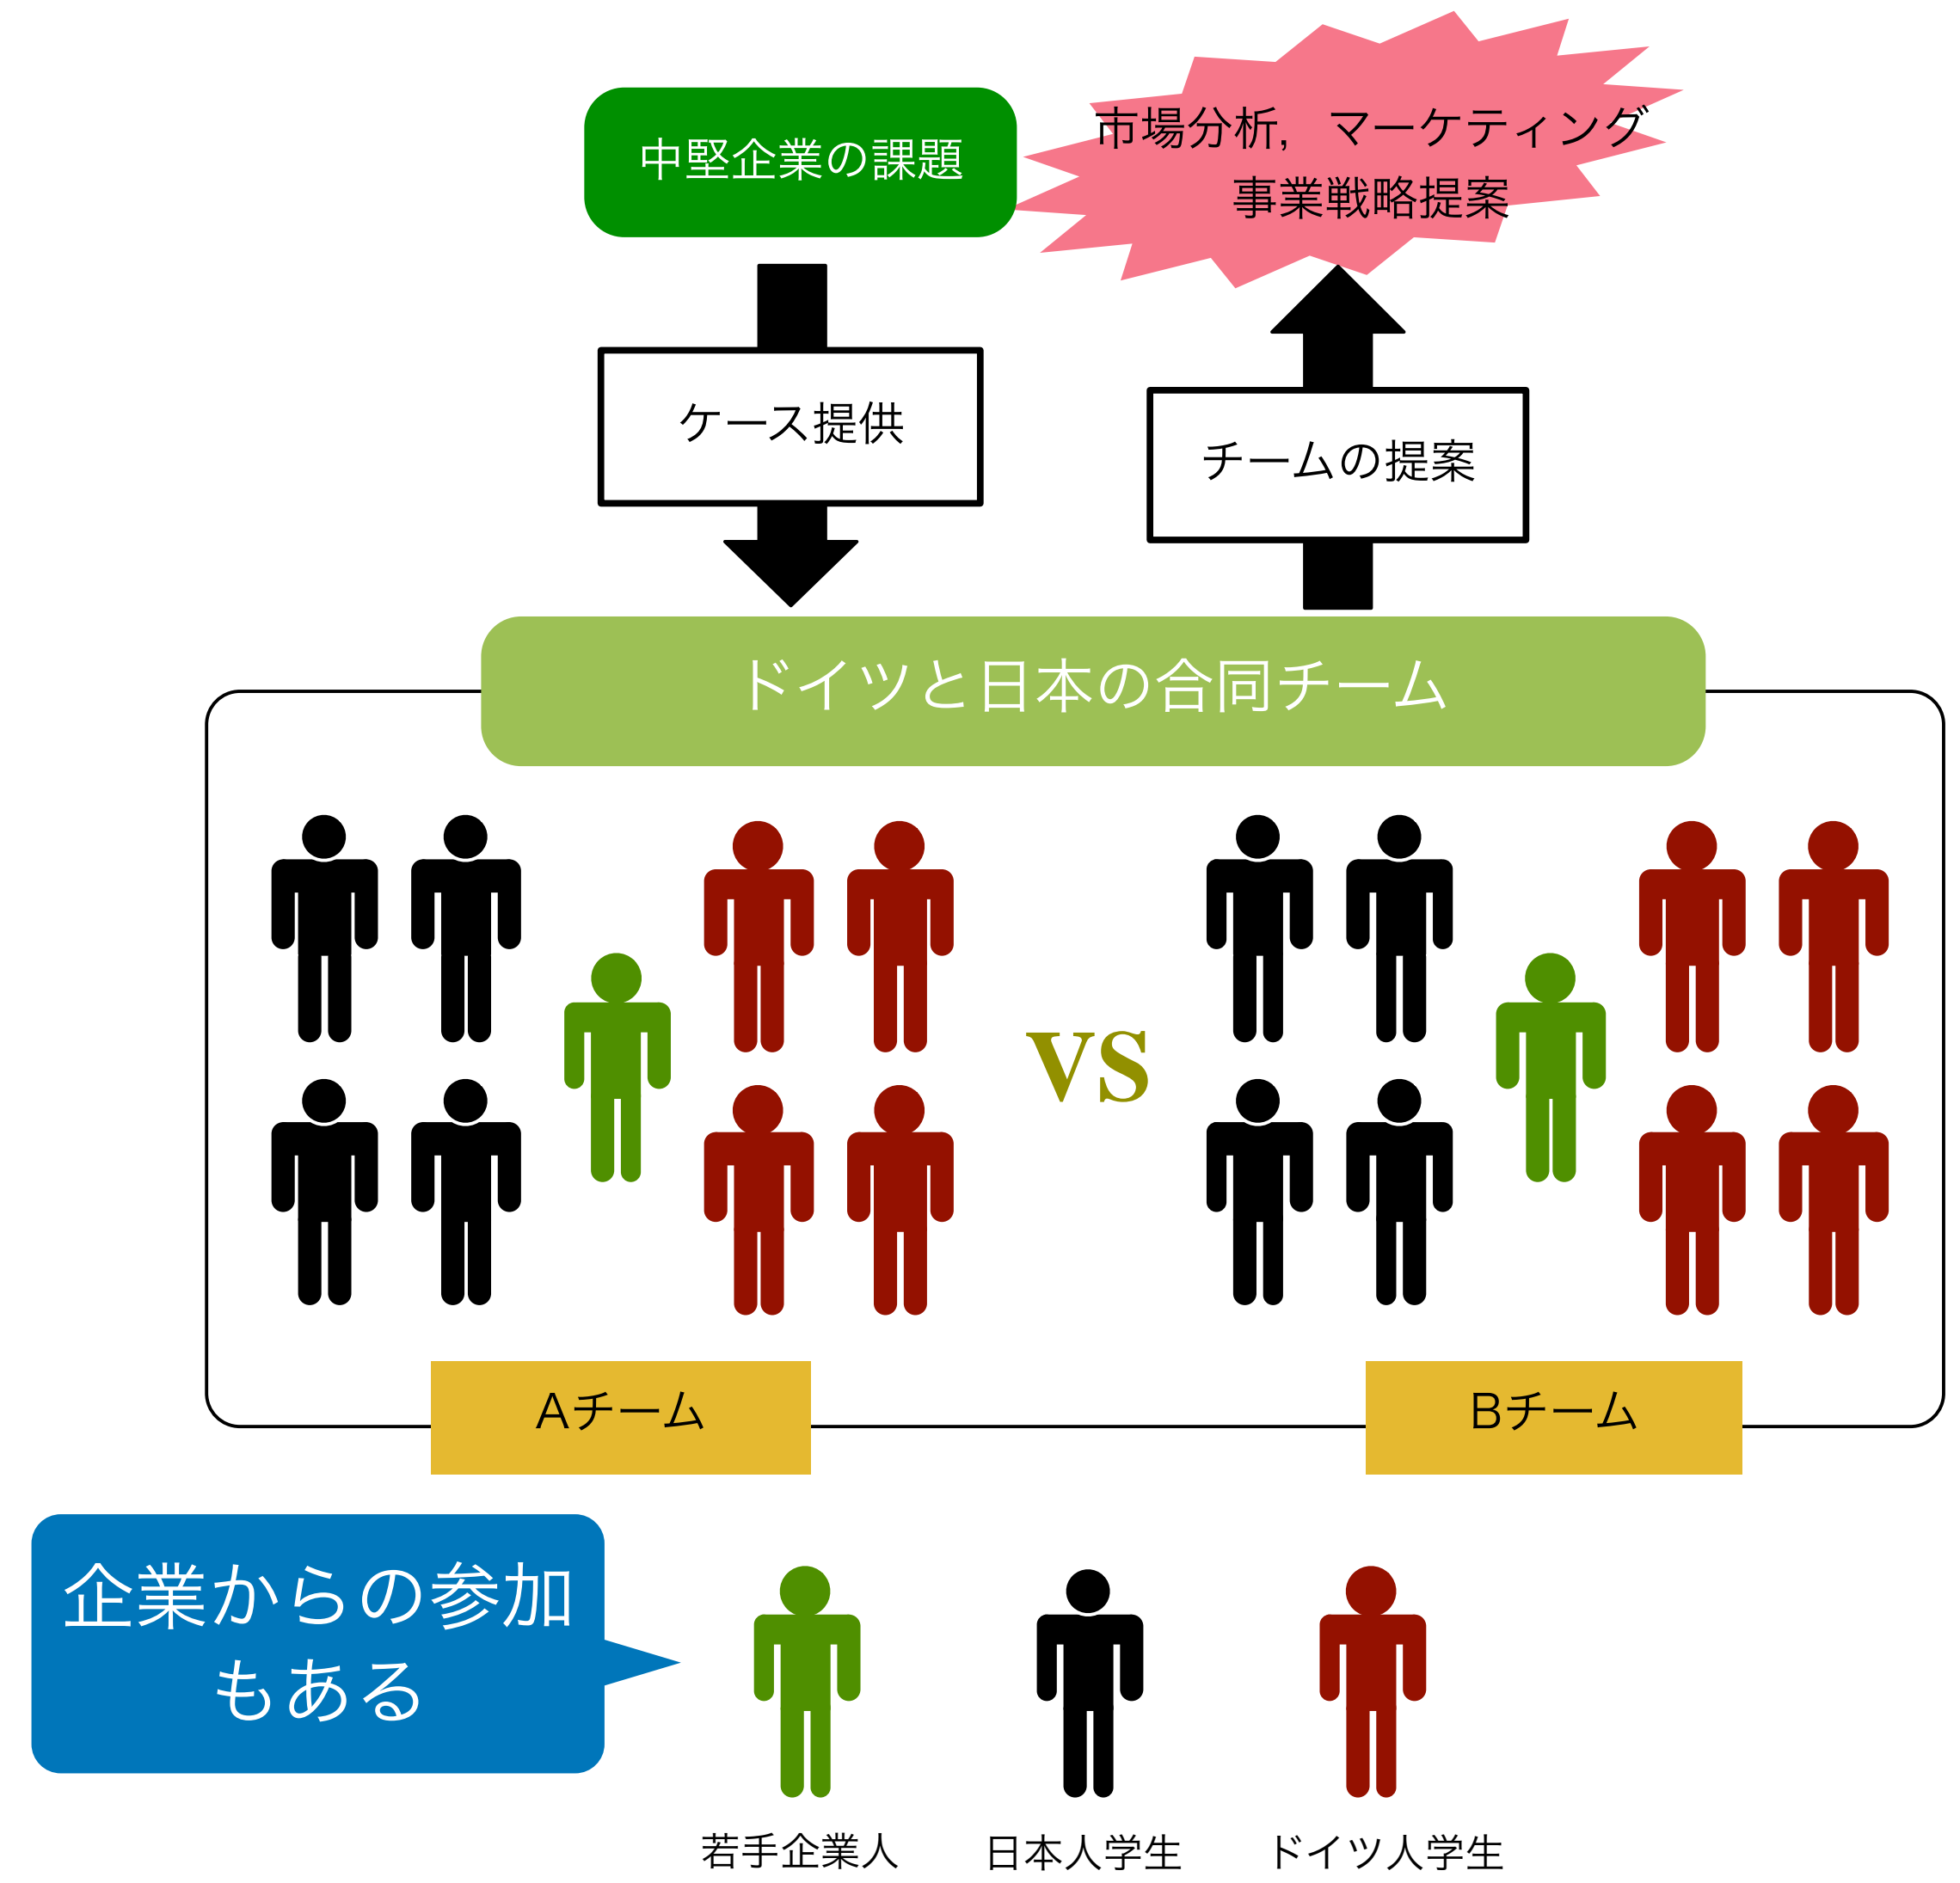 中堅企業の課題
市場分析，マーケティング
事業戦略提案
ケース提供
チームの提案
ドイツと日本の合同チーム
vs
Aチーム
Bチーム
企業からの参加
もある
若手企業人
日本人学生
ドイツ人学生